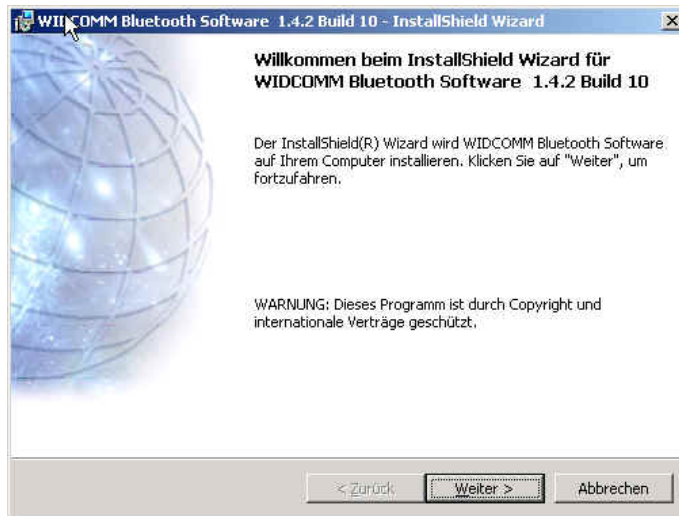 WIDCOMM Bluetooth Software 1.4.2 Build 10 - InstallShield Wizard
Willkommen beim InstallShield Wizard für
WIDCOMM Bluetooth Software 1.4.2 Build 10
Der InstallShield(R) Wizard wird WIDCOMM Bluetooth Software
auf Ihrem Computer installieren. Klicken Sie auf "Weiter", um
fortzufahren.
WARNUNG: Dieses Programm ist durch Copyright und
internationale Verträge geschützt.
< Zurück
Weiter >
Abbrechen